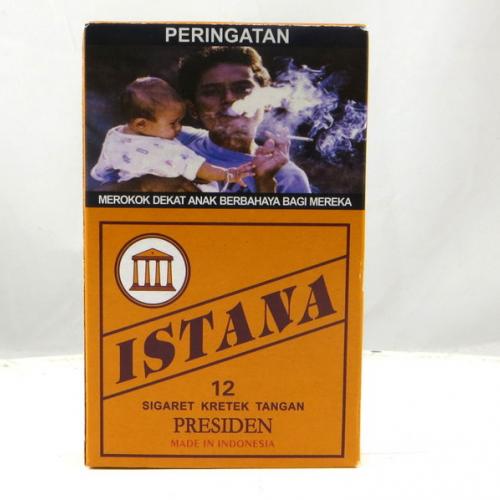 PERINGATAN
MEROKOK DEKAT ANAK BERBAHAYA BAGI MEREKA
ISTANA
12
SIGARET KRETEK TANGAN
PRESIDEN
MADE IN INDONESIA